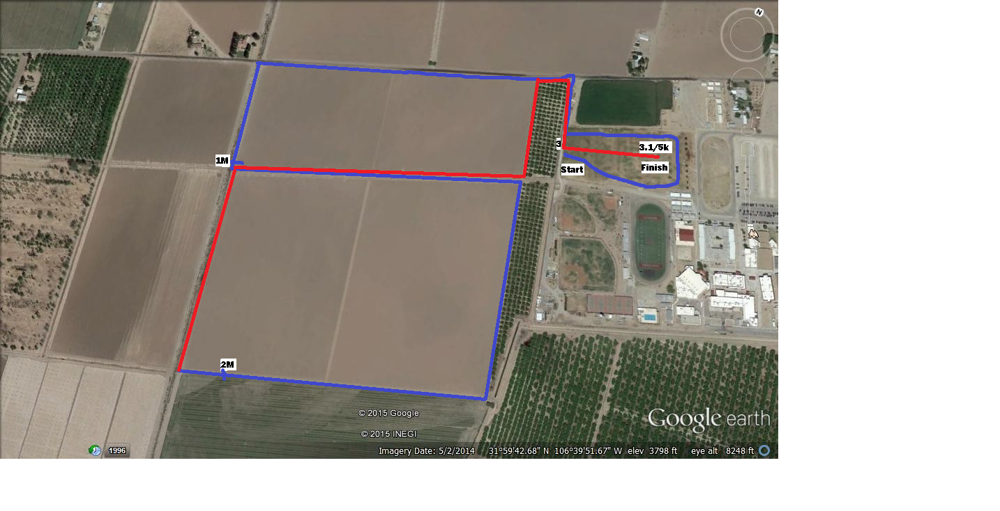 N
1M
3
3.1/5k
Start
Finish
2M
© 2015 Google
© 2015 INEGI
Google earth
1996
Imagery Date: 5/2/2014 31°59'42.68" N 106°39'51.67" W elev 3798 ft eye alt 8248 ft